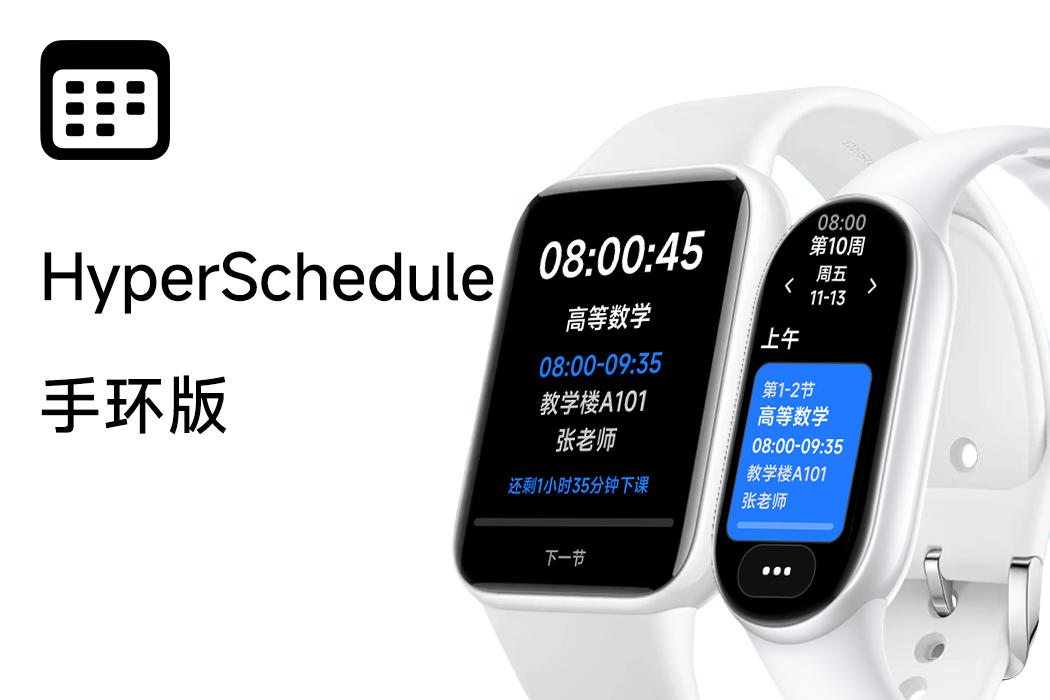 HyperSchedule
手环版
08:00:45
高等数学
08:00-09:35
教学楼A101
张老师
还剩1小时35分钟下课
下一节
08:00
第10周
周五
11-13
上午
第1-2节
高等数学
08:00-09:35
教学楼A101
张老师